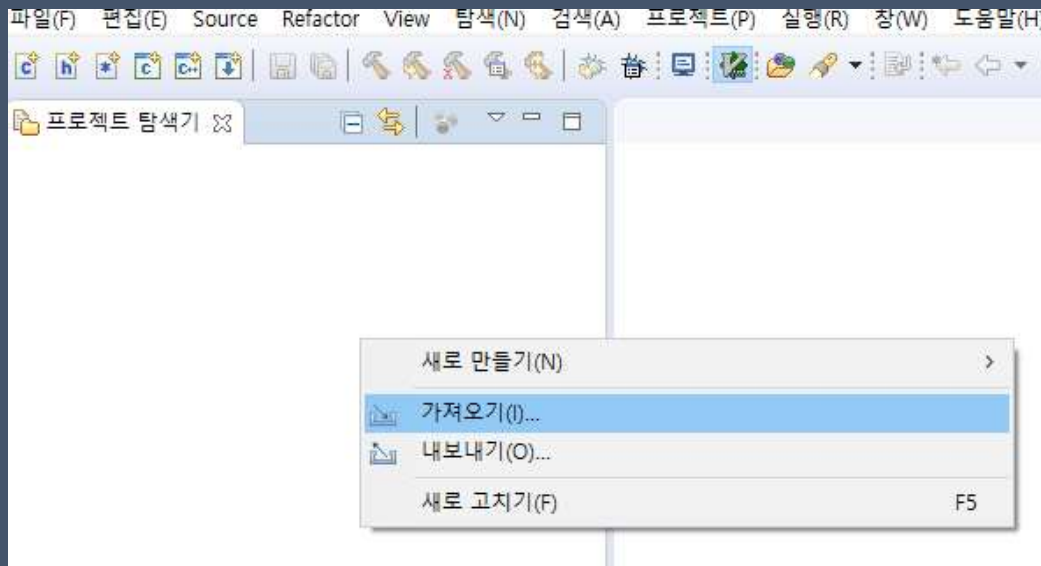 파일(F) 편집(E) Source Refactor View 탐색(N) 검색(A) 프로젝트(P) 실행(R) 창(W) 도움말(H)
프로젝트 탐색기
새로 만들기(N)
가져오기(I)...
내보내기(O)...
새로 고치기(F) F5